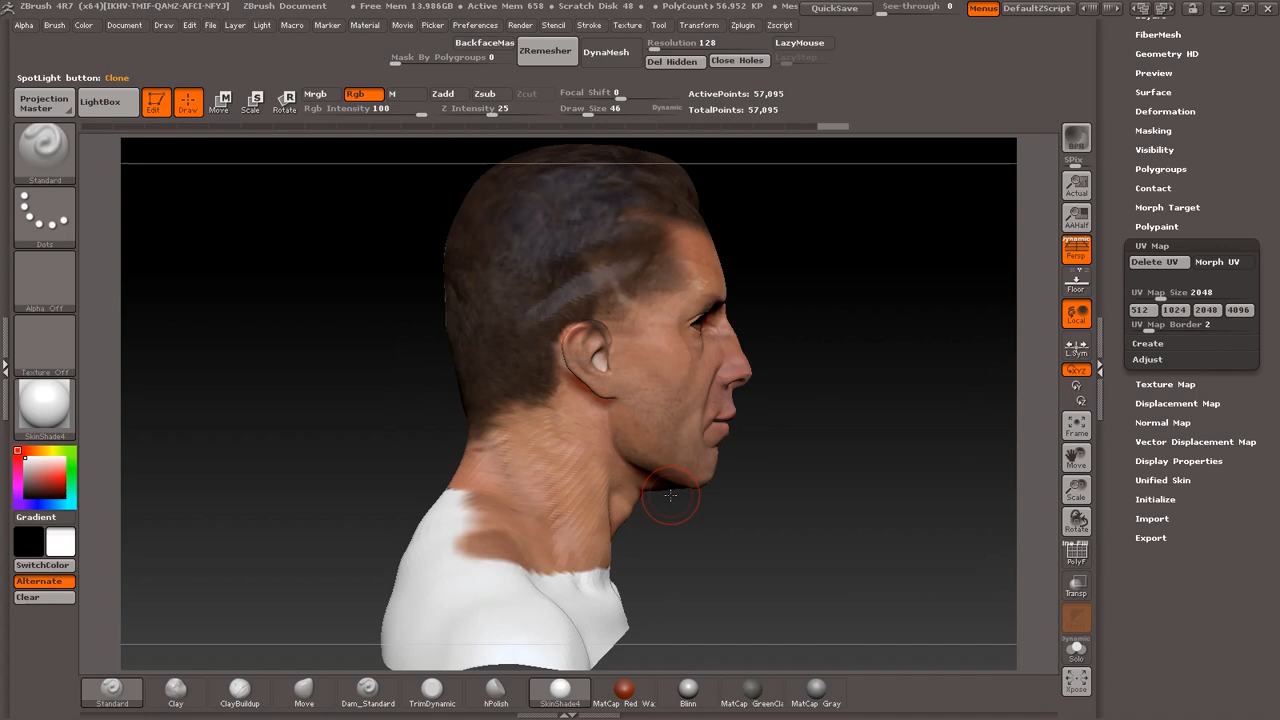 ZBrush 4R7 (x64)[IKHV-TMIF-QAMZ-AFCI-NFYJ] ZBrush Document • Free Mem 13.986GB • Active Mem 658 • Scratch Disk 48 • PolyCount 56.952 KP • Mes QuickSave See-through 0 Menus DefaultZScript
Alpha Brush Color Document Draw Edit File Layer Light Macro Marker Material Movie Picker Preferences Render Stencil Stroke Texture Tool Transform Zplugin Zscript
BackfaceMas
Mask By Polygroups 0
ZRemesher
DynaMesh
Resolution 128
Del Hidden Close Holes
LazyMouse
LazyStep
SpotLight button: Clone
Projection Master
LightBox
Edit Draw Move Scale Rotate
Mrgb Rgb M
Rgb Intensity 100
Zadd Zsub Zcut
Z Intensity 25
Focal Shift 0
Draw Size 46 Dynamic
ActivePoints: 57,095
TotalPoints: 57,095
Standard
Dots
Alpha Off
Texture Off
SkinShade4
Gradient
SwitchColor
Alternate
Clear
BPR
SPix
Actual
AAHalf
Dynamic
Persp
Floor
Local
L.Sym
XYZ
Frame
Move
Scale
Rotate
PolyF
Transp
Dynamic
Solo
Xpose
FiberMesh
Geometry HD
Preview
Surface
Deformation
Masking
Visibility
Polygroups
Contact
Morph Target
Polypaint
UV Map
Delete UV Morph UV
UV Map Size 2048
512 1024 2048 4096
UV Map Border 2
Create
Adjust
Texture Map
Displacement Map
Normal Map
Vector Displacement Map
Display Properties
Unified Skin
Initialize
Import
Export
Standard Clay ClayBuildup Move Dam_Standard TrimDynamic hPolish SkinShade4 MatCap Red Wa: Blinn MatCap GreenCla MatCap Gray